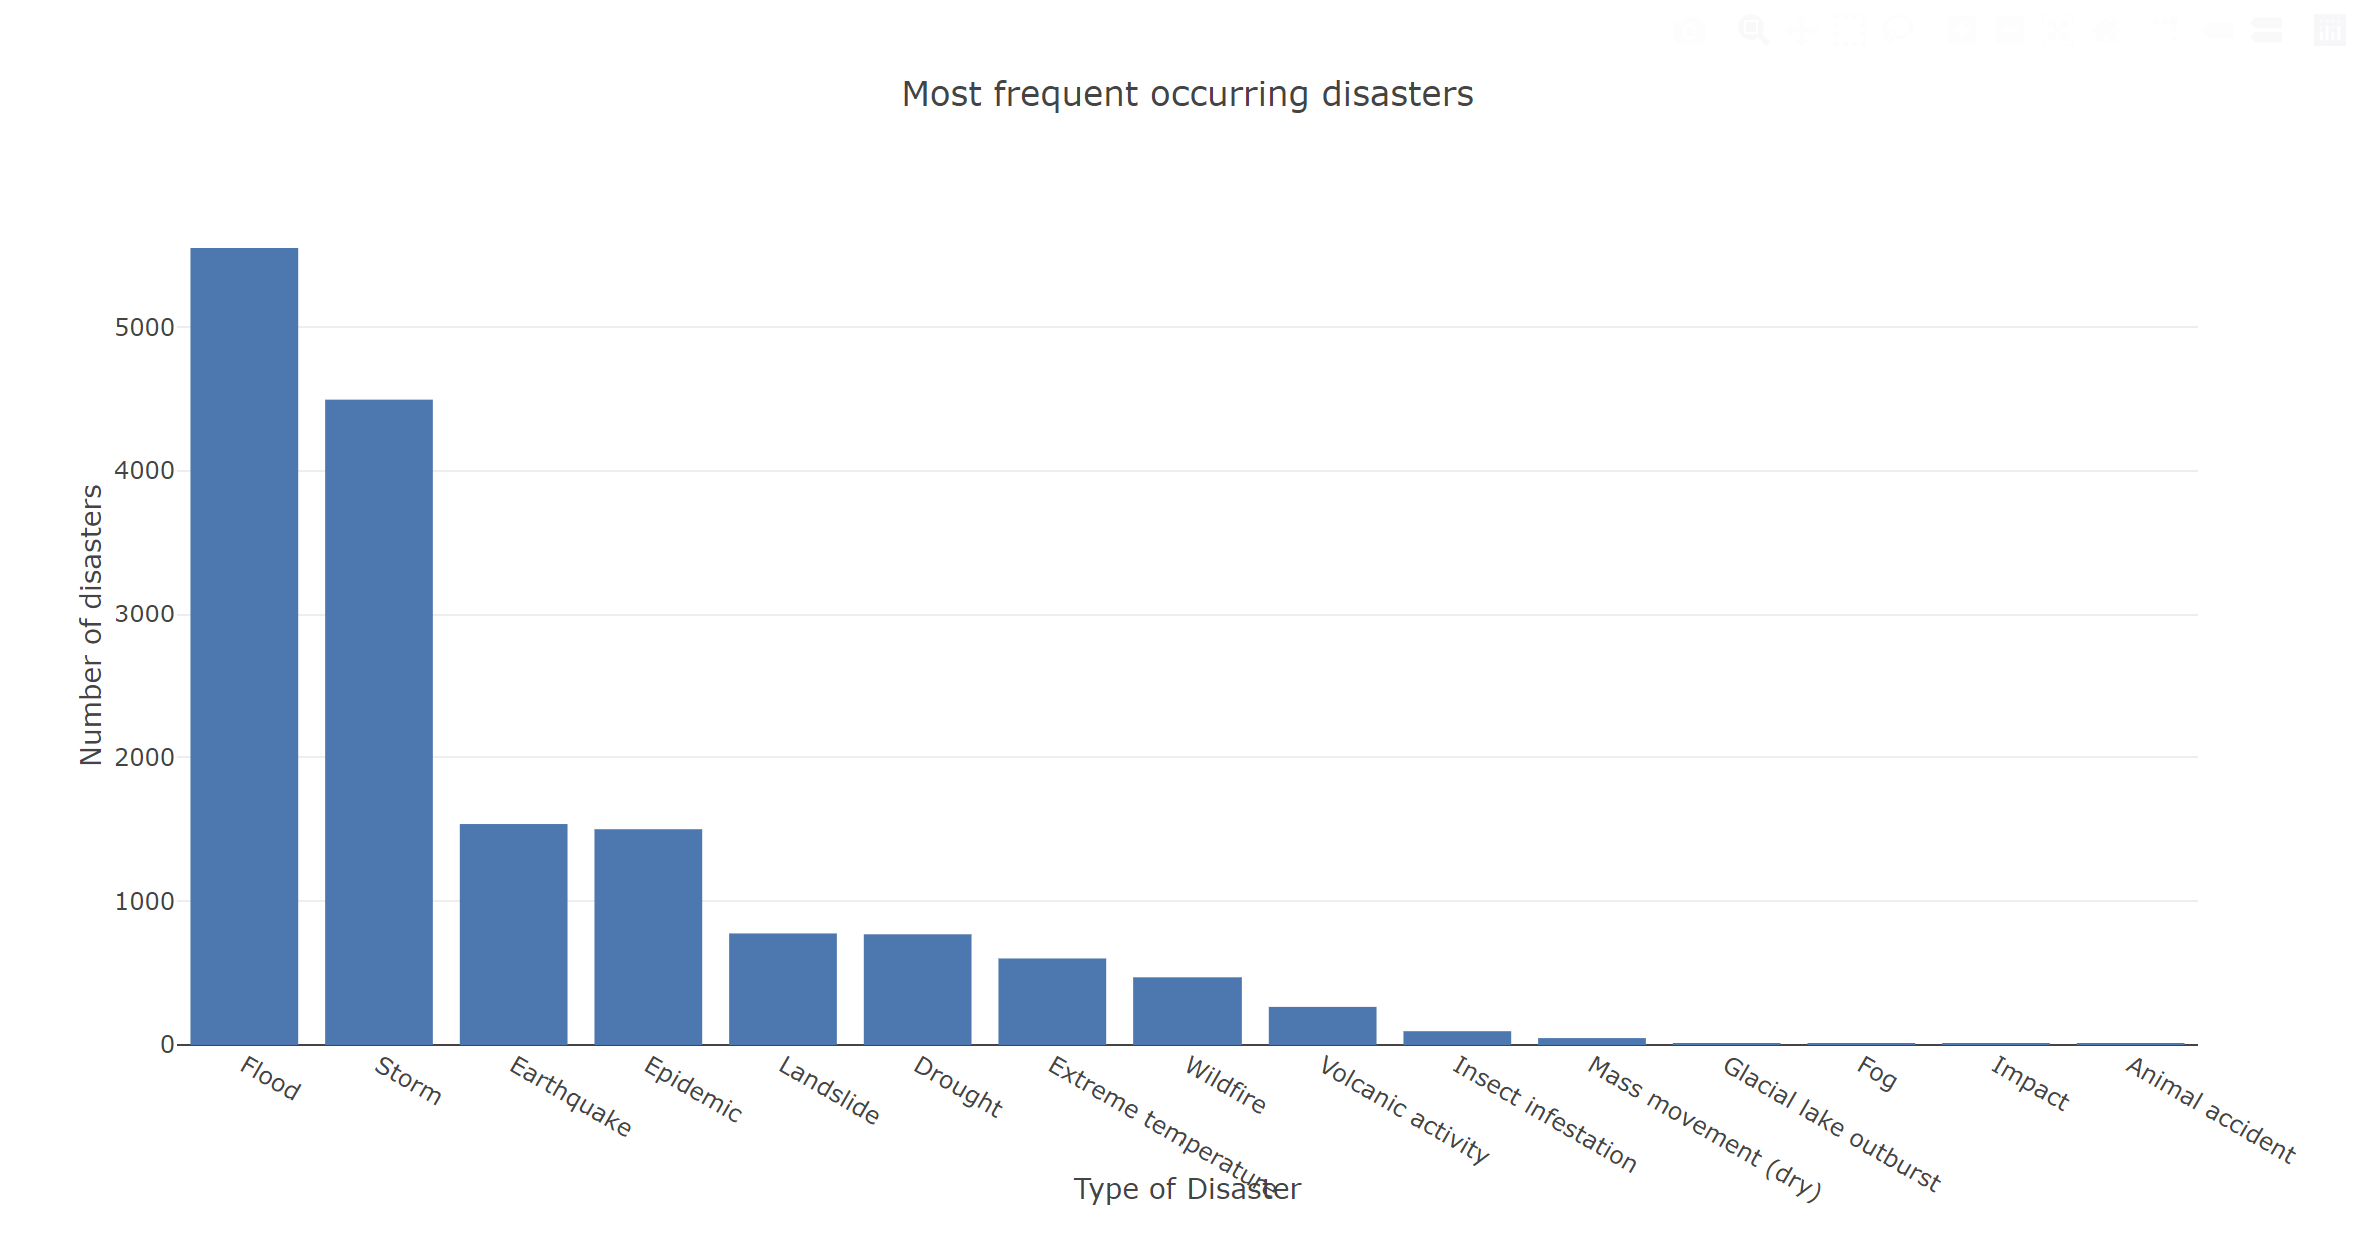 Most frequent occurring disasters
Number of disasters
5000
4000
3000
2000
1000
0
Flood
Storm
Earthquake
Epidemic
Landslide
Drought
Extreme temperature
Wildfire
Volcanic activity
Insect infestation
Mass movement (dry)
Glacial lake outburst
Fog
Impact
Animal accident
Type of Disaster